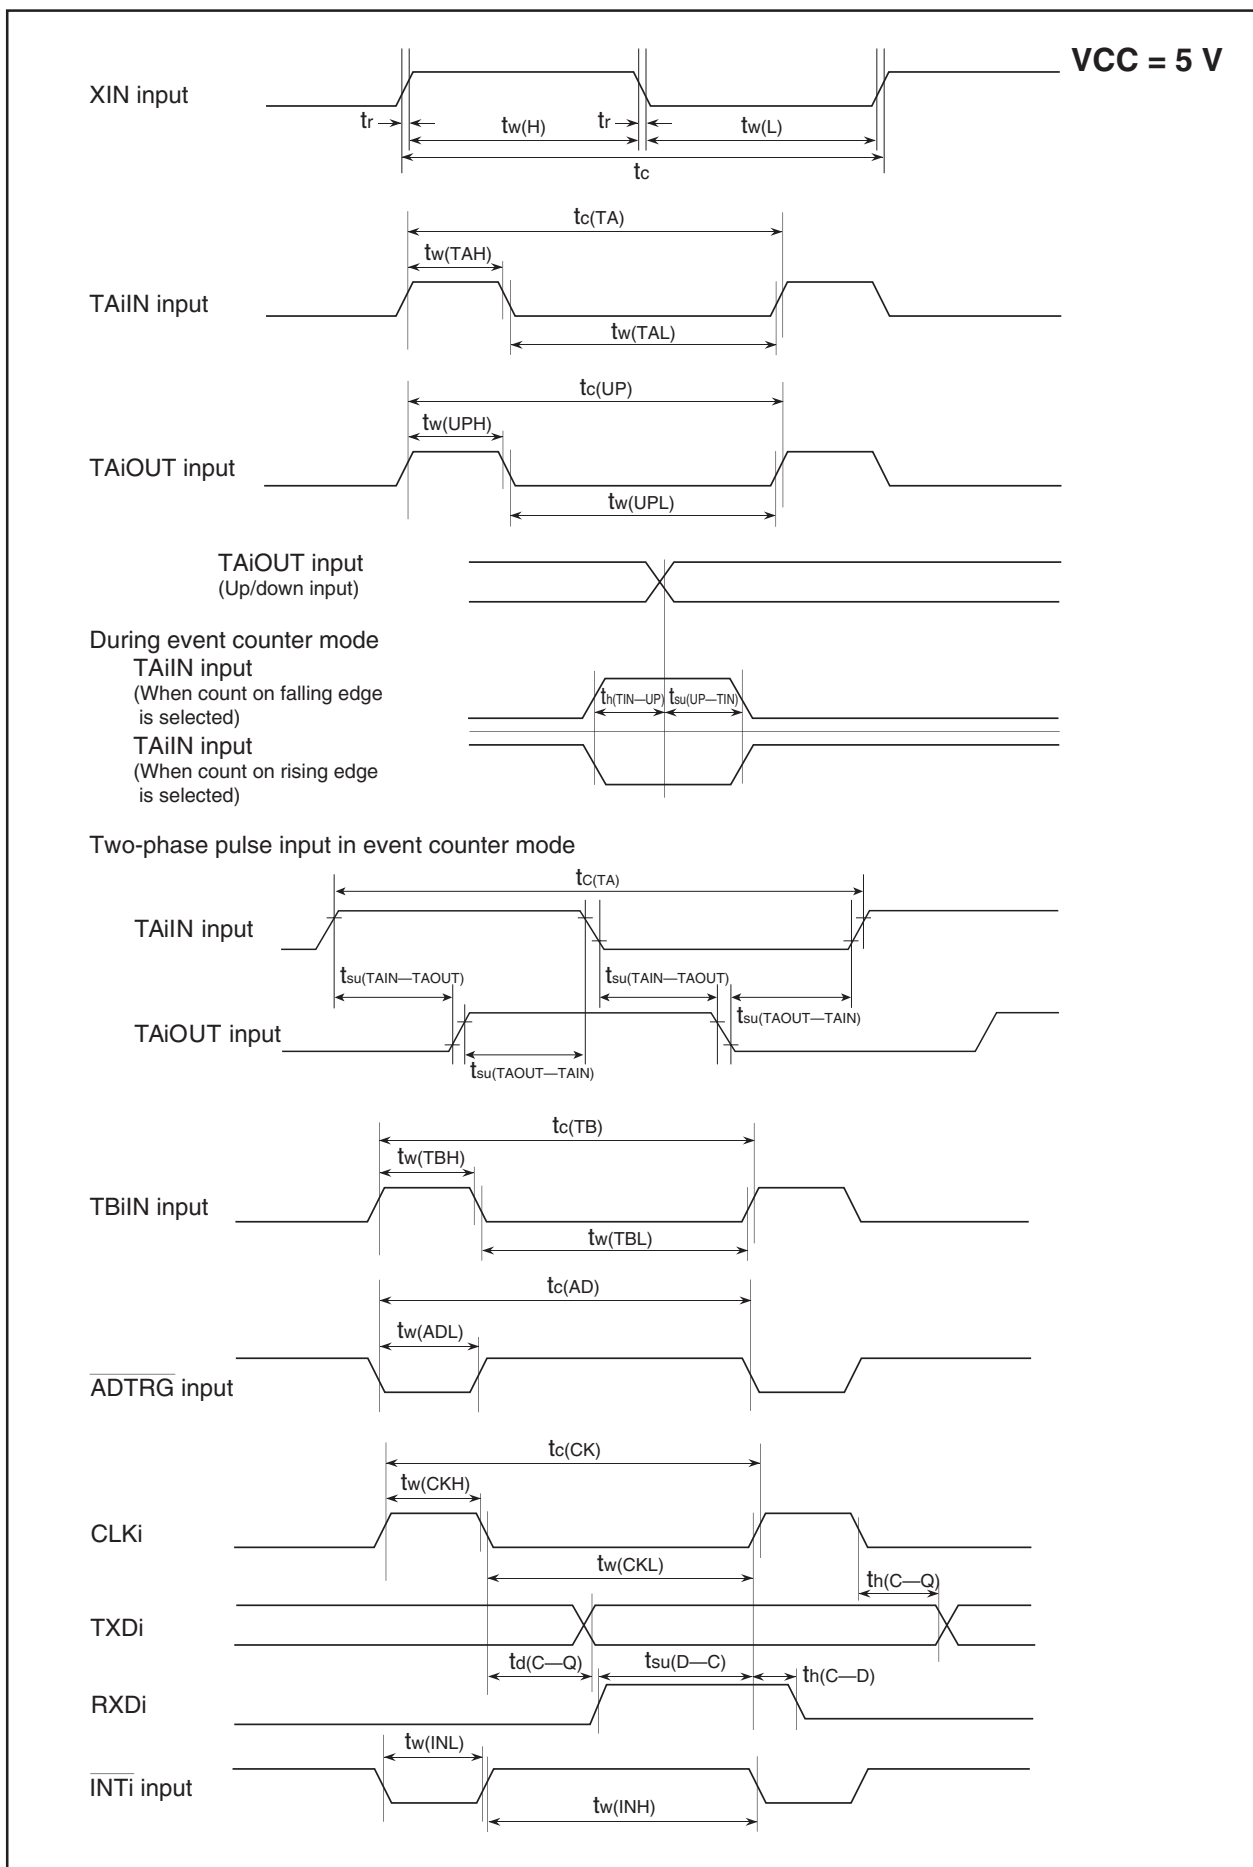 VCC = 5 V
XIN input
tr
tw(H)
tr
tw(L)
tc
tc(TA)
tw(TAH)
TAiIN input
tw(TAL)
tc(UP)
tw(UPH)
TAiOUT input
tw(UPL)
TAiOUT input
(Up/down input)
During event counter mode
TAiIN input
(When count on falling edge
is selected)
th(TIN—UP)
tsu(UP—TIN)
TAiIN input
(When count on rising edge
is selected)
Two-phase pulse input in event counter mode
tC(TA)
TAiIN input
tsu(TAIN—TAOUT)
tsu(TAIN—TAOUT)
tsu(TAOUT—TAIN)
TAiOUT input
tsu(TAOUT—TAIN)
tc(TB)
tw(TBH)
TBiIN input
tw(TBL)
tc(AD)
tw(ADL)
ADTRG input
tc(CK)
tw(CKH)
CLKi
tw(CKL)
th(C—Q)
TXDi
td(C—Q)
tsu(D—C)
th(C—D)
RXDi
tw(INL)
INTi input
tw(INH)